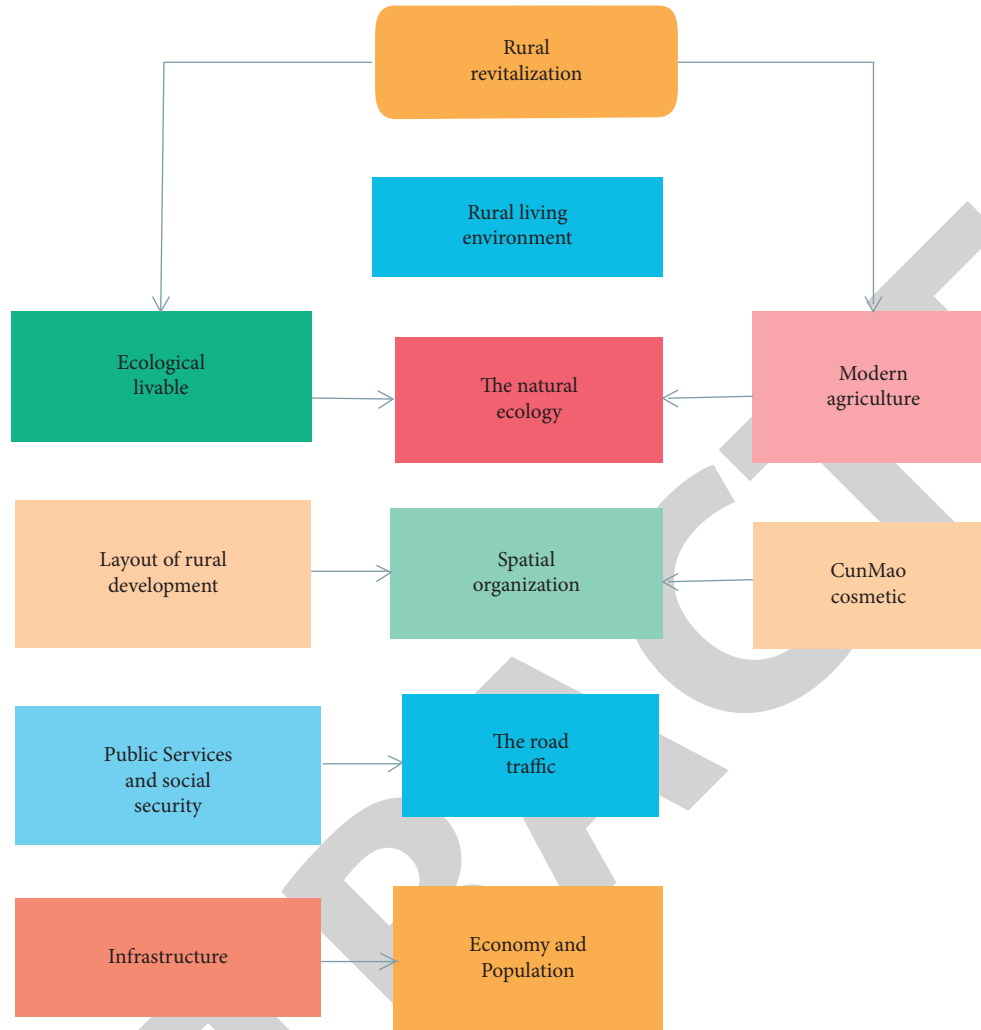 Rural
revitalization
Rural living
environment
Ecological
livable
The natural
ecology
Modern
agriculture
Layout of rural
development
Spatial
organization
CunMao
cosmetic
Public Services
and social
security
The road
traffic
Infrastructure
Economy and
Population